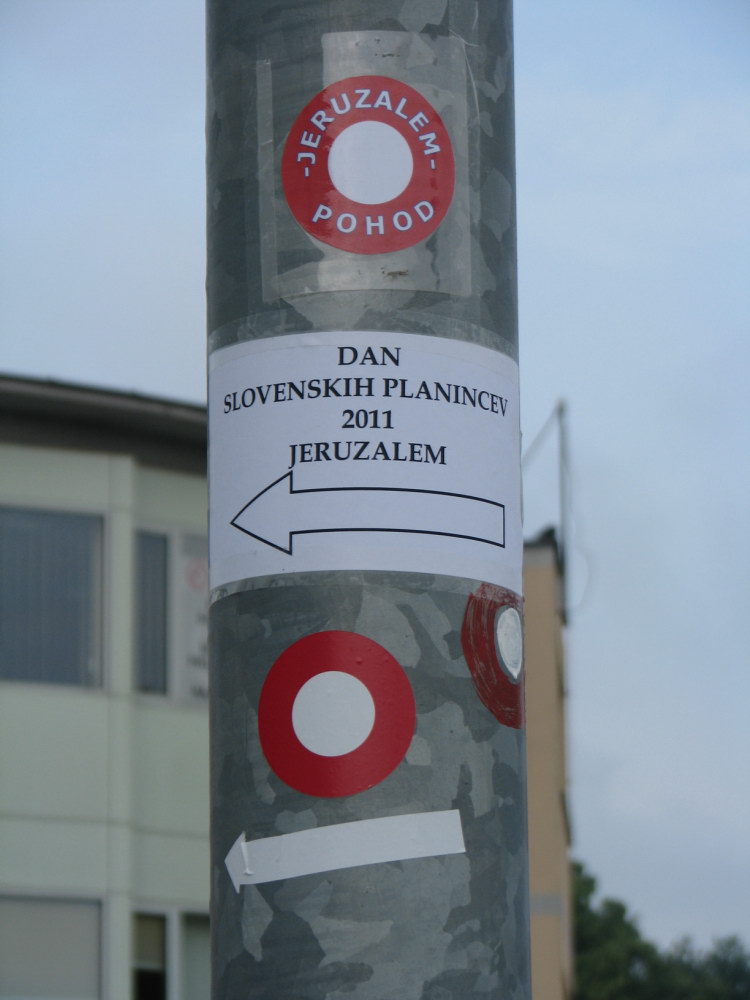 -JERUZALEM-
POHOD
DAN
SLOVENSKIH PLANINCEV
2011
JERUZALEM